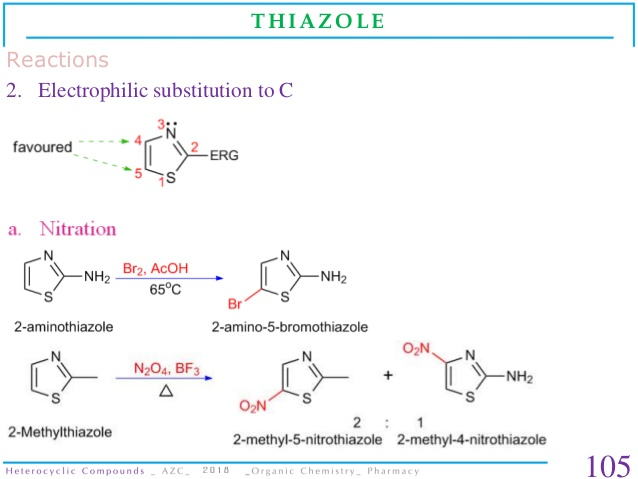 THIAZOLE
Reactions
2. Electrophilic substitution to C
3
N
4
2
favoured
ERG
5
S
1
a. Nitration
N
NH2
S
Br2, AcOH
65°C
N
NH2
S
Br
2-aminothiazole
2-amino-5-bromothiazole
N
S
N2O4, BF3
△
N
S
O2N
+
O2N
N
NH2
S
2 : 1
2-Methylthiazole
2-methyl-5-nitrothiazole 2-methyl-4-nitrothiazole
Heterocyclic Compounds _ AZC_ 2018 _Organic Chemistry_ Pharmacy
105